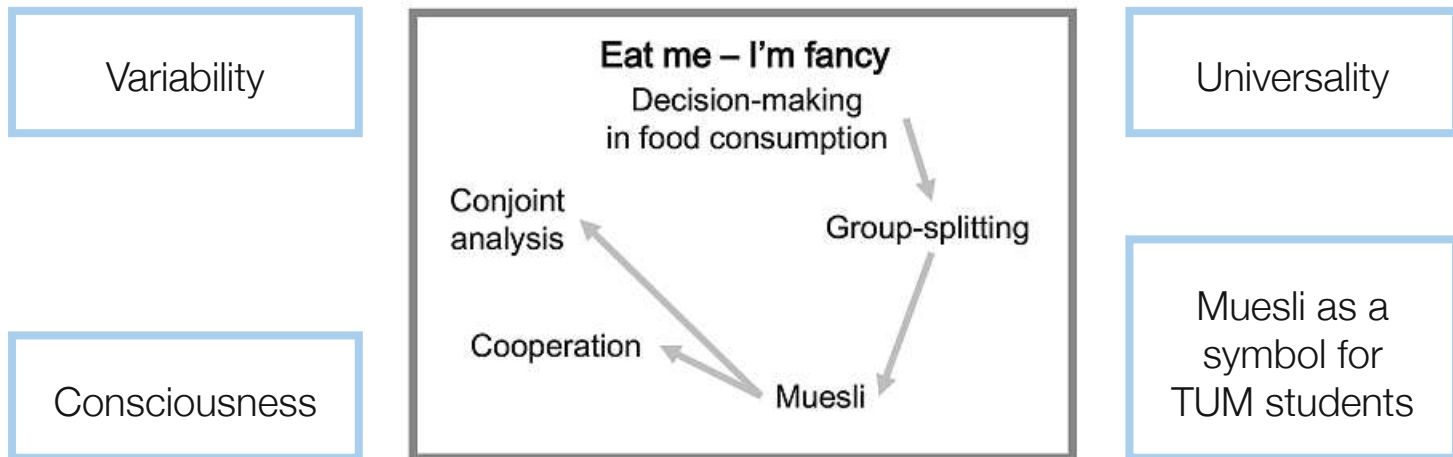 Variability
Eat me – I'm fancy
Decision-making
in food consumption
Universality
Conjoint
analysis
Group-splitting
Cooperation
Muesli
Consciousness
Muesli as a
symbol for
TUM students